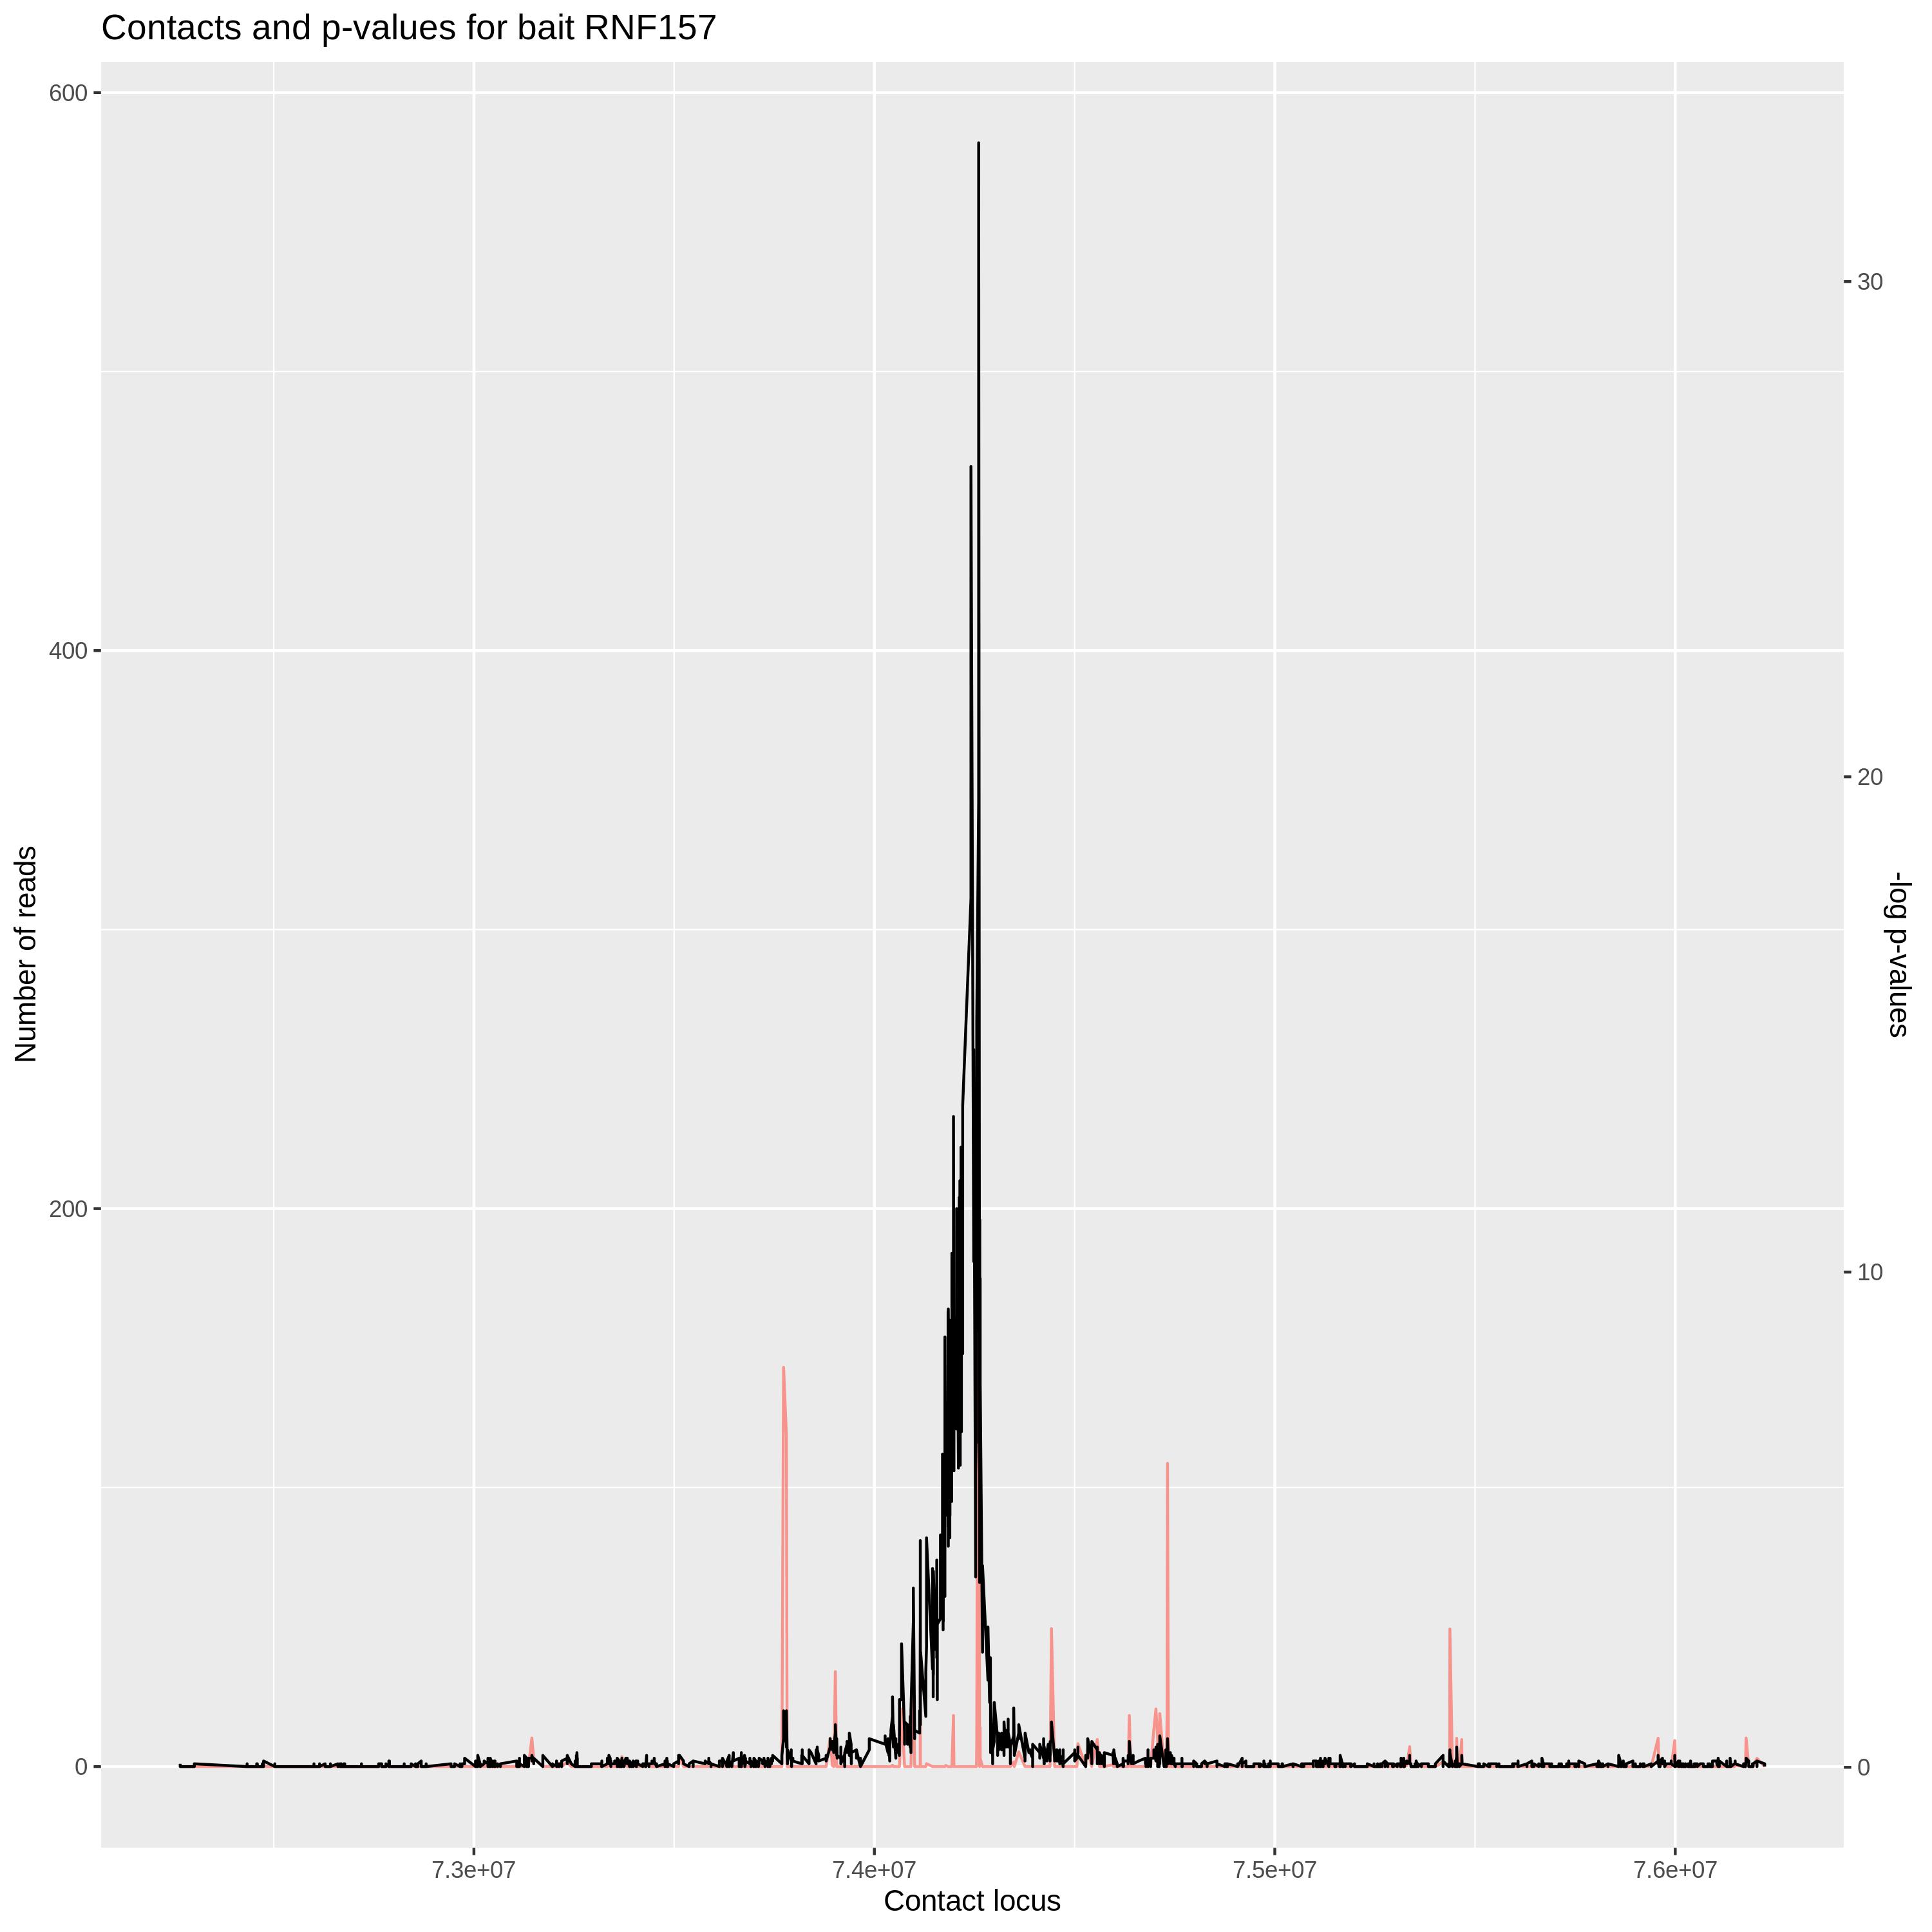 Contacts and p-values for bait RNF157
600
400
200
0
30
20
10
0
Number of reads
-log p-values
7.3e+07
7.4e+07
7.5e+07
7.6e+07
Contact locus